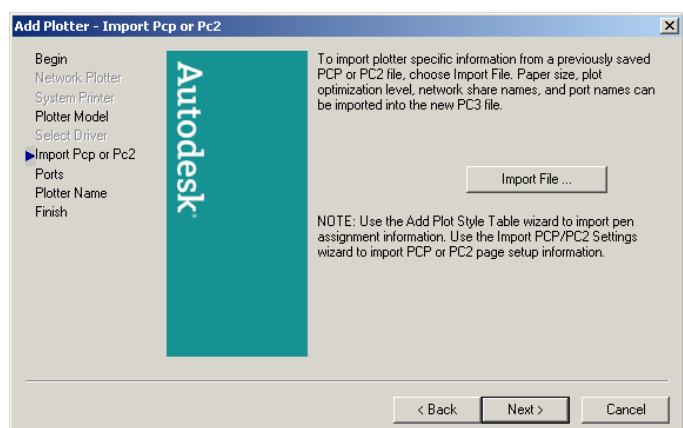 Add Plotter - Import Pcp or Pc2
Begin
Network Plotter
System Printer
Plotter Model
Select Driver
Import Pcp or Pc2
Ports
Plotter Name
Finish
Autodesk
To import plotter specific information from a previously saved
PCP or PC2 file, choose Import File. Paper size, plot
optimization level, network share names, and port names can
be imported into the new PC3 file.
Import File ...
NOTE: Use the Add Plot Style Table wizard to import pen
assignment information. Use the Import PCP/PC2 Settings
wizard to import PCP or PC2 page setup information.
< Back
Next >
Cancel